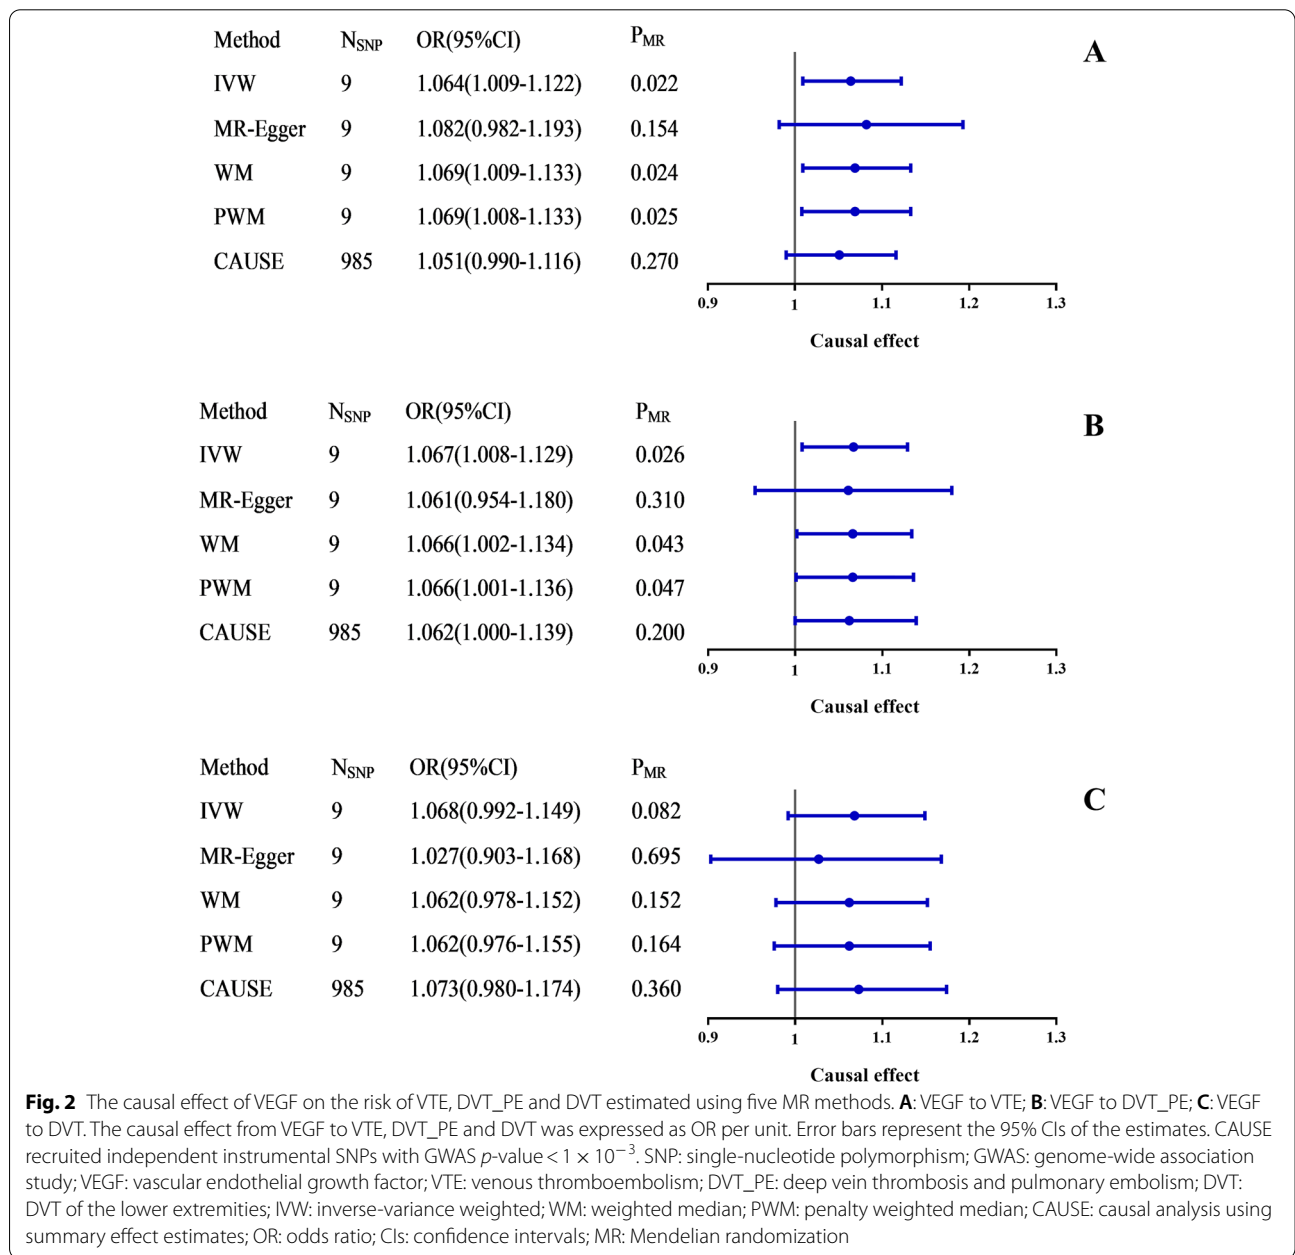 Method N_SNP OR(95%CI) P_MR
A
IVW 9 1.064(1.009-1.122) 0.022
MR-Egger 9 1.082(0.982-1.193) 0.154
WM 9 1.069(1.009-1.133) 0.024
PWM 9 1.069(1.008-1.133) 0.025
CAUSE 985 1.051(0.990-1.116) 0.270
0.9 1 1.1 1.2 1.3
Causal effect
Method N_SNP OR(95%CI) P_MR
B
IVW 9 1.067(1.008-1.129) 0.026
MR-Egger 9 1.061(0.954-1.180) 0.310
WM 9 1.066(1.002-1.134) 0.043
PWM 9 1.066(1.001-1.136) 0.047
CAUSE 985 1.062(1.000-1.139) 0.200
0.9 1 1.1 1.2 1.3
Causal effect
Method N_SNP OR(95%CI) P_MR
C
IVW 9 1.068(0.992-1.149) 0.082
MR-Egger 9 1.027(0.903-1.168) 0.695
WM 9 1.062(0.978-1.152) 0.152
PWM 9 1.062(0.976-1.155) 0.164
CAUSE 985 1.073(0.980-1.174) 0.360
0.9 1 1.1 1.2 1.3
Causal effect
Fig. 2 The causal effect of VEGF on the risk of VTE, DVT_PE and DVT estimated using five MR methods. A: VEGF to VTE; B: VEGF to DVT_PE; C: VEGF
to DVT. The causal effect from VEGF to VTE, DVT_PE and DVT was expressed as OR per unit. Error bars represent the 95% CIs of the estimates. CAUSE
recruited independent instrumental SNPs with GWAS p-value < 1 × 10⁻³. SNP: single-nucleotide polymorphism; GWAS: genome-wide association
study; VEGF: vascular endothelial growth factor; VTE: venous thromboembolism; DVT_PE: deep vein thrombosis and pulmonary embolism; DVT:
DVT of the lower extremities; IVW: inverse-variance weighted; WM: weighted median; PWM: penalty weighted median; CAUSE: causal analysis using
summary effect estimates; OR: odds ratio; CIs: confidence intervals; MR: Mendelian randomization